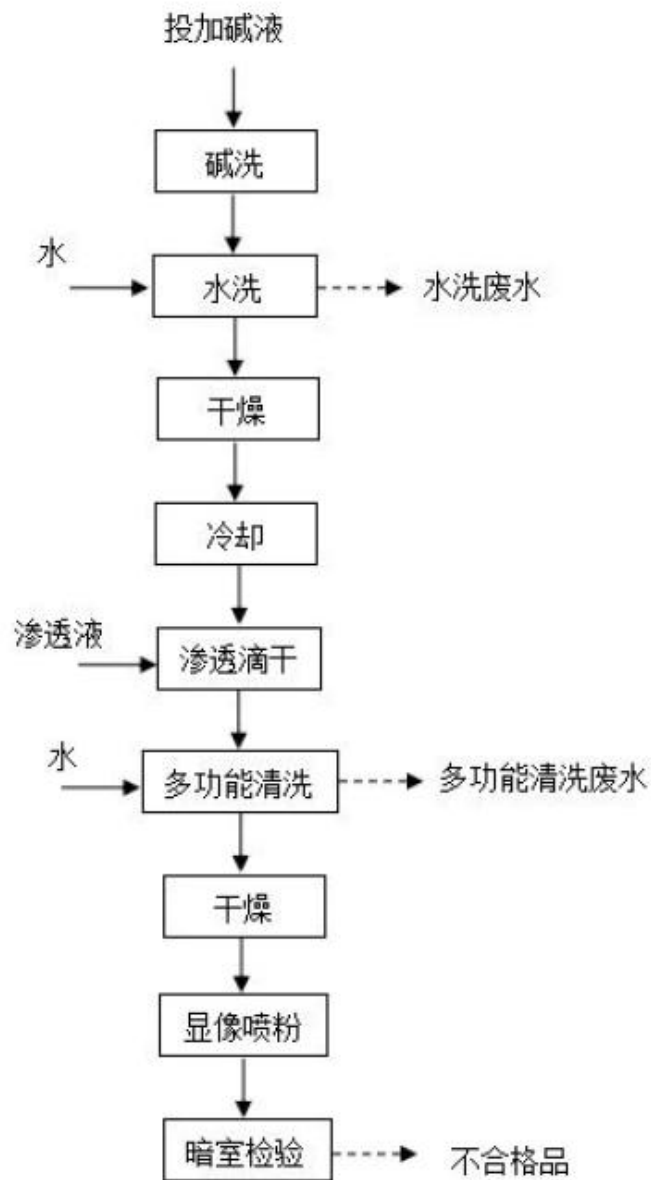 投加碱液
碱洗
水
水洗
水洗废水
干燥
冷却
渗透液
渗透滴干
水
多功能清洗
多功能清洗废水
干燥
显像喷粉
暗室检验
不合格品